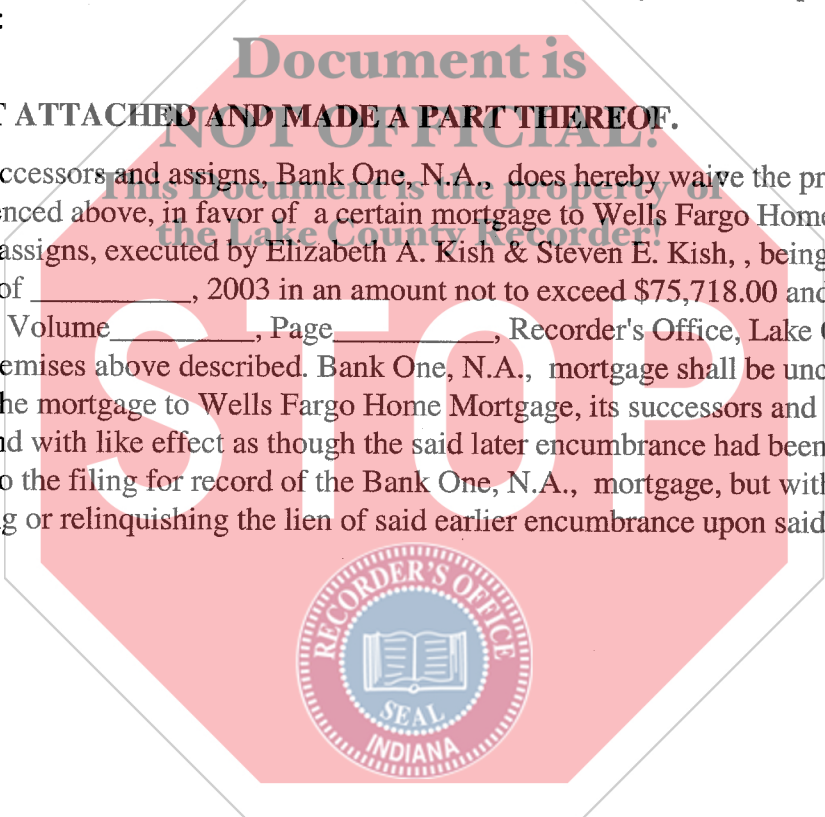 :
Document is
T ATTACHED AND MADE A PART THEREOF.
NOT OFFICIAL!
ccessors and assigns, Bank One, N.A., does hereby waive the pr
This Document is the property of
enced above, in favor of a certain mortgage to Wells Fargo Home
the Lake County Recorder!
assigns, executed by Elizabeth A. Kish & Steven E. Kish, , being
of ____________, 2003 in an amount not to exceed $75,718.00 and
Volume___________, Page____________, Recorder's Office, Lake C
emises above described. Bank One, N.A., mortgage shall be unc
he mortgage to Wells Fargo Home Mortgage, its successors and
nd with like effect as though the said later encumbrance had been
o the filing for record of the Bank One, N.A., mortgage, but with
g or relinquishing the lien of said earlier encumbrance upon said
STOP
RECORDER'S OFFICE
SEAL
INDIANA